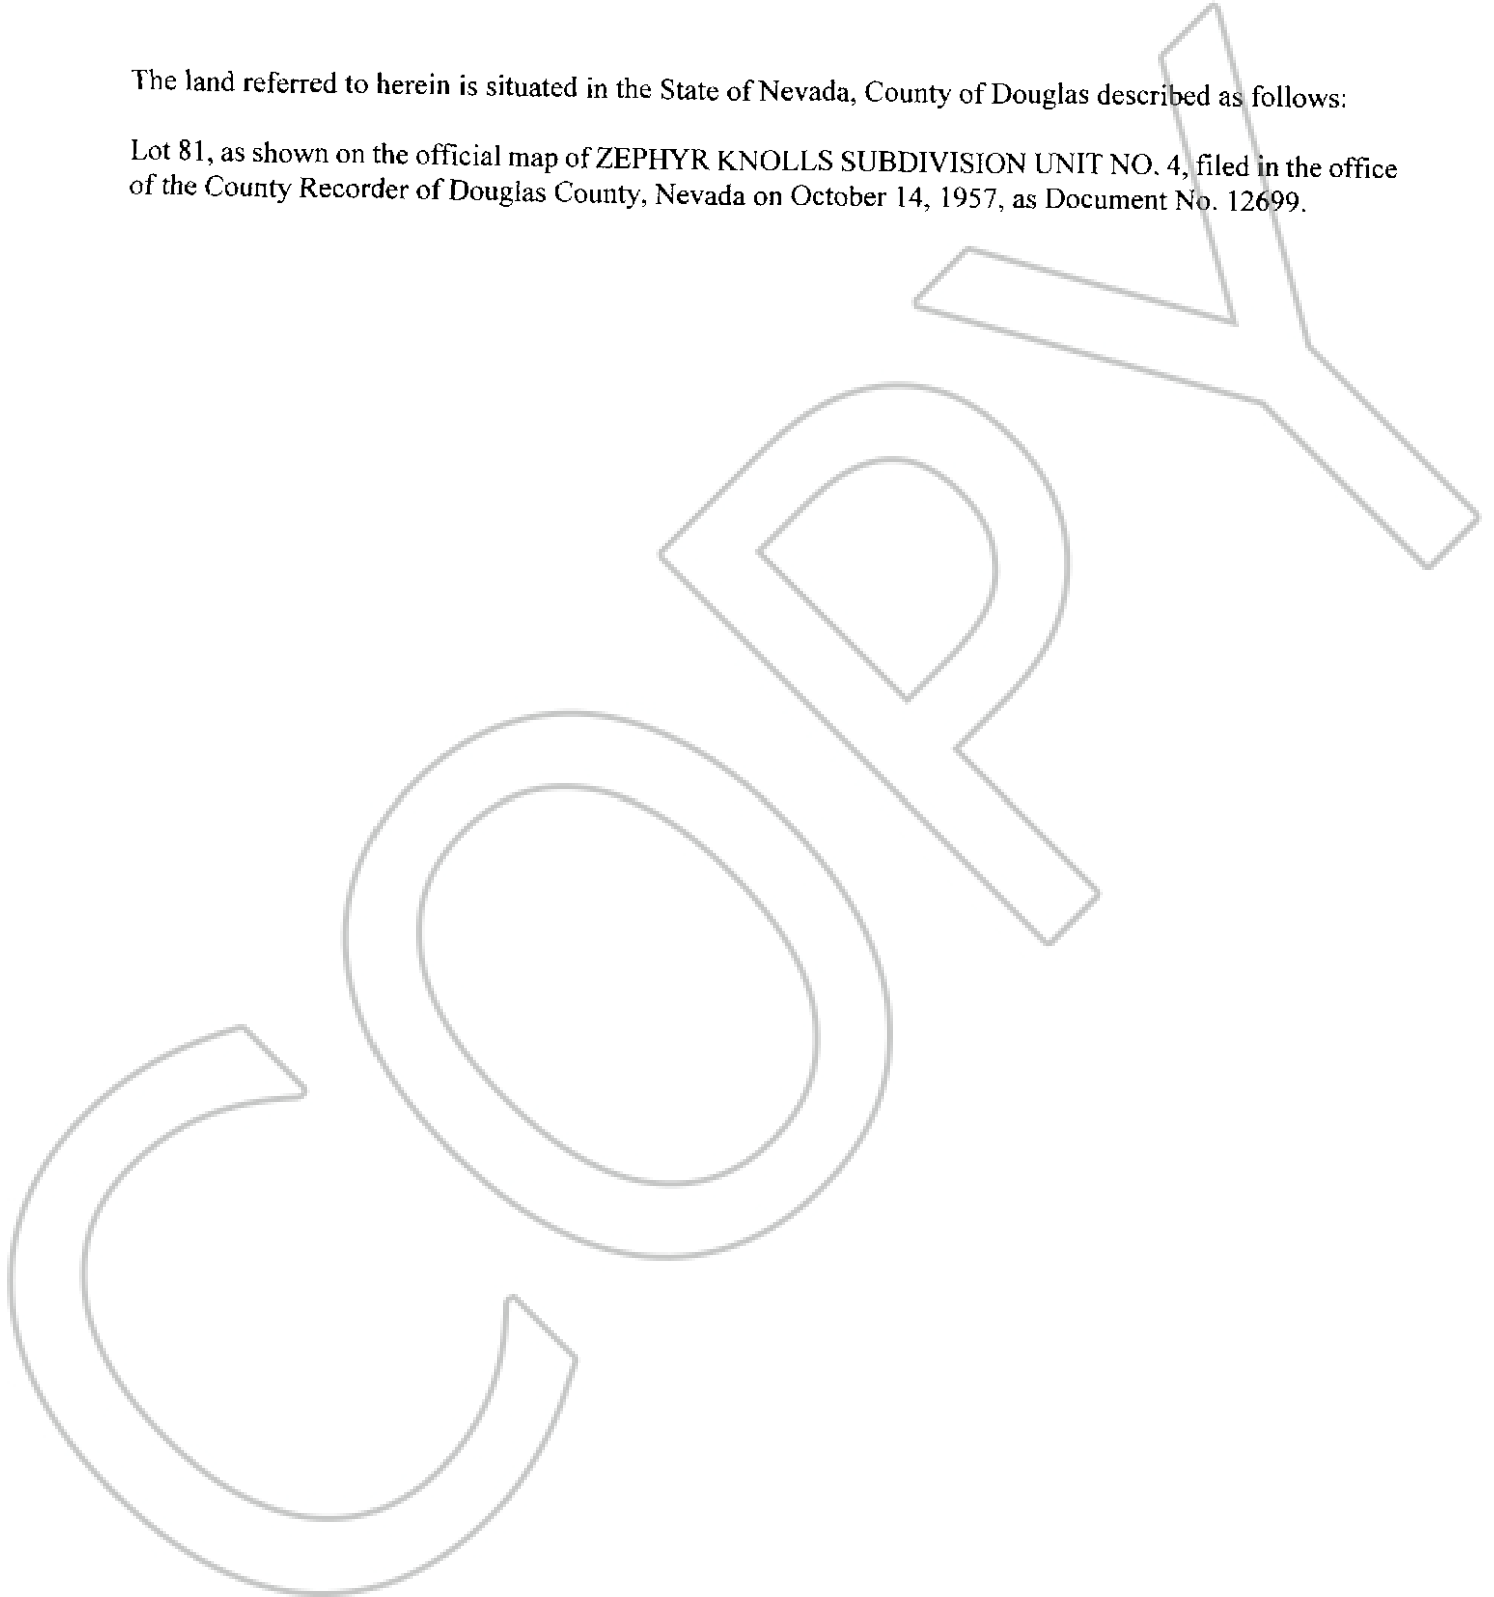 The land referred to herein is situated in the State of Nevada, County of Douglas described as follows:
Lot 81, as shown on the official map of ZEPHYR KNOLLS SUBDIVISION UNIT NO. 4, filed in the office
of the County Recorder of Douglas County, Nevada on October 14, 1957, as Document No. 12699.
COPY